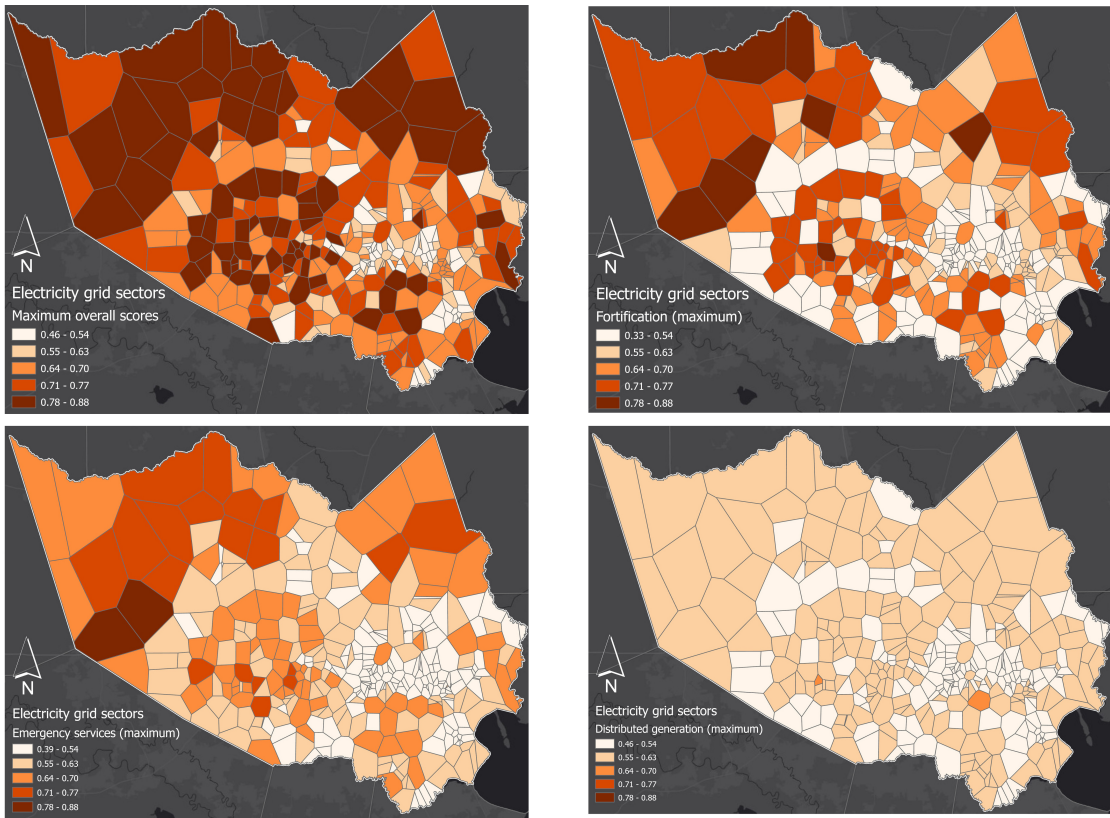 N
Electricity grid sectors
Maximum overall scores
0.46 - 0.54
0.55 - 0.63
0.64 - 0.70
0.71 - 0.77
0.78 - 0.88
N
Electricity grid sectors
Fortification (maximum)
0.33 - 0.54
0.55 - 0.63
0.64 - 0.70
0.71 - 0.77
0.78 - 0.88
N
Electricity grid sectors
Emergency services (maximum)
0.39 - 0.54
0.55 - 0.63
0.64 - 0.70
0.71 - 0.77
0.78 - 0.88
N
Electricity grid sectors
Distributed generation (maximum)
0.46 - 0.54
0.55 - 0.63
0.64 - 0.70
0.71 - 0.77
0.78 - 0.88